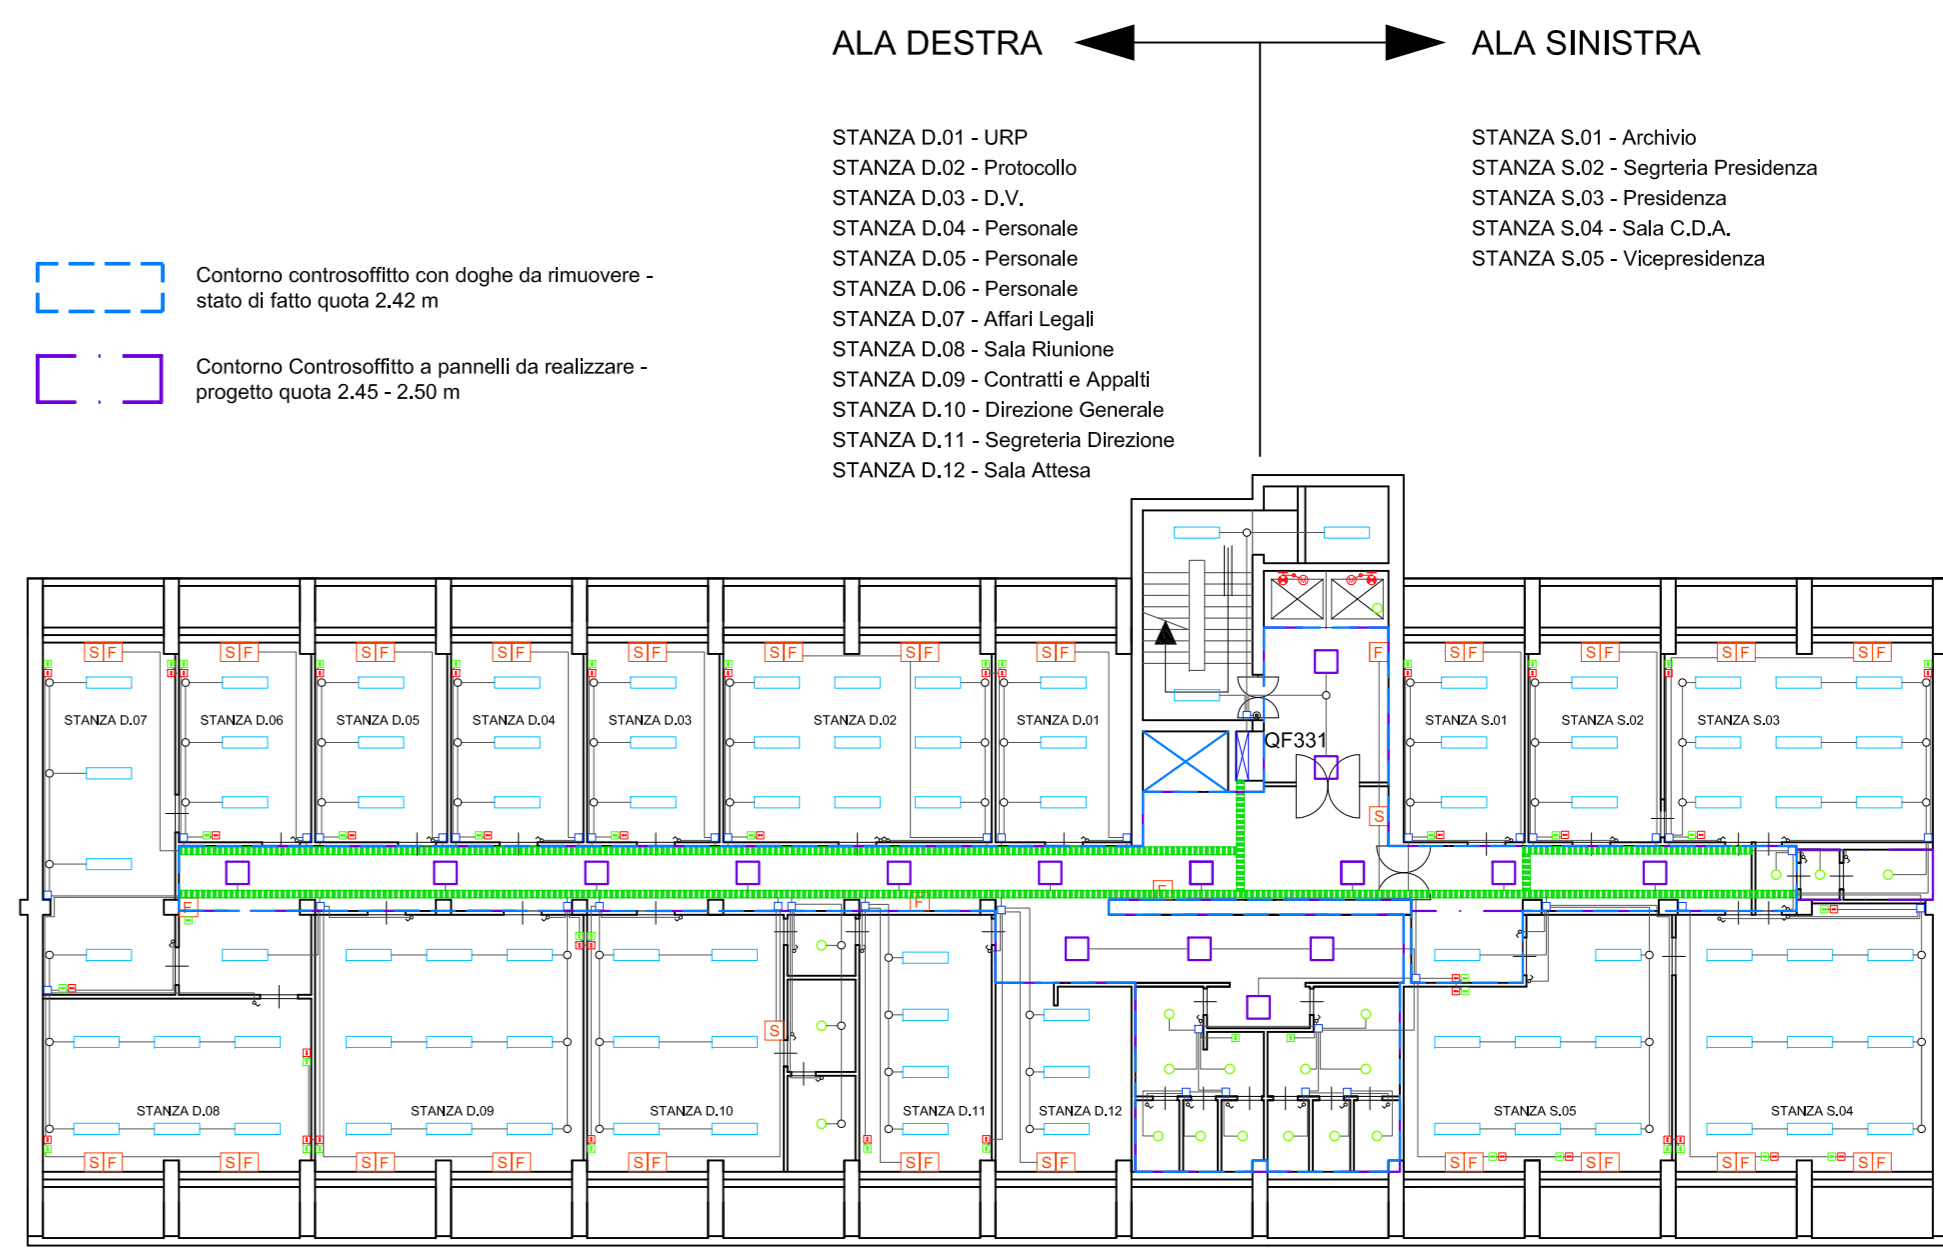 ALA DESTRA
ALA SINISTRA
STANZA D.01 - URP
STANZA D.02 - Protocollo
STANZA D.03 - D.V.
STANZA D.04 - Personale
STANZA D.05 - Personale
STANZA D.06 - Personale
STANZA D.07 - Affari Legali
STANZA D.08 - Sala Riunione
STANZA D.09 - Contratti e Appalti
STANZA D.10 - Direzione Generale
STANZA D.11 - Segreteria Direzione
STANZA D.12 - Sala Attesa
STANZA S.01 - Archivio
STANZA S.02 - Segrteria Presidenza
STANZA S.03 - Presidenza
STANZA S.04 - Sala C.D.A.
STANZA S.05 - Vicepresidenza
Contorno controsoffitto con doghe da rimuovere -
stato di fatto quota 2.42 m
Contorno Controsoffitto a pannelli da realizzare -
progetto quota 2.45 - 2.50 m
S F S F S F S F S F S F S F S F F S F S F S F S F
STANZA D.07 STANZA D.06 STANZA D.05 STANZA D.04 STANZA D.03 STANZA D.02 STANZA D.01 STANZA S.01 STANZA S.02 STANZA S.03
QF331
S
F F F
S
STANZA D.08 STANZA D.09 STANZA D.10 STANZA D.11 STANZA D.12 STANZA S.05 STANZA S.04
S F S F S F S F S F S F S F S F S F S F S F